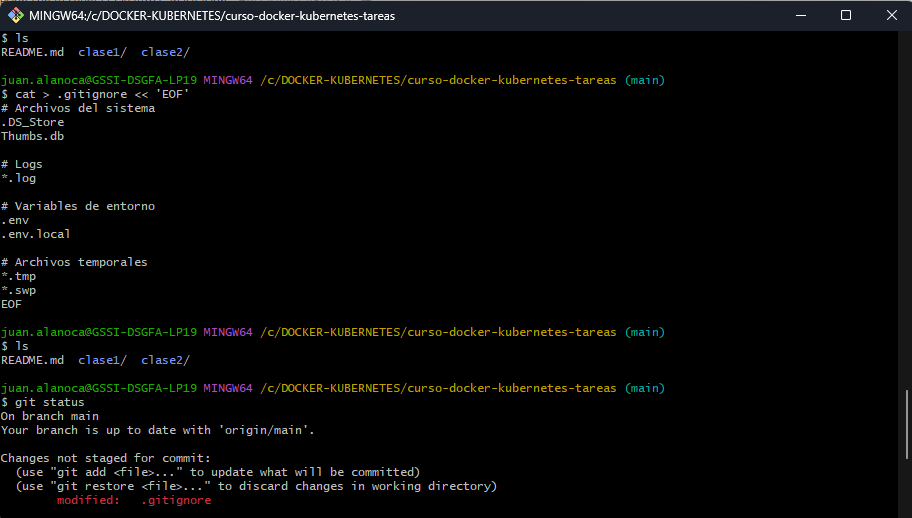 MINGW64:/c/DOCKER-KUBERNETES/curso-docker-kubernetes-tareas
$ ls
README.md  clase1/  clase2/
juan.alanoca@GSSI-DSGFA-LP19 MINGW64 /c/DOCKER-KUBERNETES/curso-docker-kubernetes-tareas (main)
$ cat > .gitignore << 'EOF'
# Archivos del sistema
.DS_Store
Thumbs.db
# Logs
*.log
# Variables de entorno
.env
.env.local
# Archivos temporales
*.tmp
*.swp
EOF
juan.alanoca@GSSI-DSGFA-LP19 MINGW64 /c/DOCKER-KUBERNETES/curso-docker-kubernetes-tareas (main)
$ ls
README.md  clase1/  clase2/
juan.alanoca@GSSI-DSGFA-LP19 MINGW64 /c/DOCKER-KUBERNETES/curso-docker-kubernetes-tareas (main)
$ git status
On branch main
Your branch is up to date with 'origin/main'.
Changes not staged for commit:
  (use "git add <file>..." to update what will be committed)
  (use "git restore <file>..." to discard changes in working directory)
        modified:   .gitignore